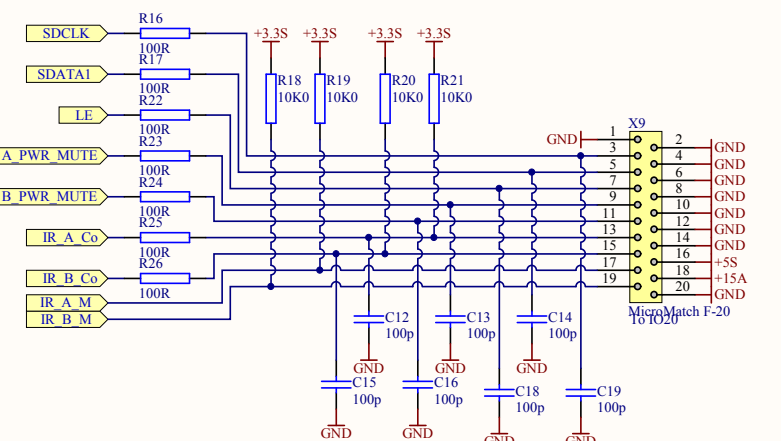 R16
SDCLK
100R
R17
SDATA1
100R
R22
LE
100R
R23
A_PWR_MUTE
100R
R24
B_PWR_MUTE
100R
R25
IR_A_Co
100R
R26
IR_B_Co
100R
IR_A_M
IR_B_M
+3.3S +3.3S +3.3S +3.3S
R18 R19 R20 R21
10K0 10K0 10K0 10K0
X9
GND 1
2 GND
3
4 GND
5
6 GND
7
8 GND
9
10 GND
11
12 GND
13
14 GND
15
16 +5S
17
18 +15A
19
20 GND
MicroMatch F-20
To IO20
C12 C13 C14
100p 100p 100p
GND GND GND
C15 C16 C18 C19
100p 100p 100p 100p
GND GND GND GND